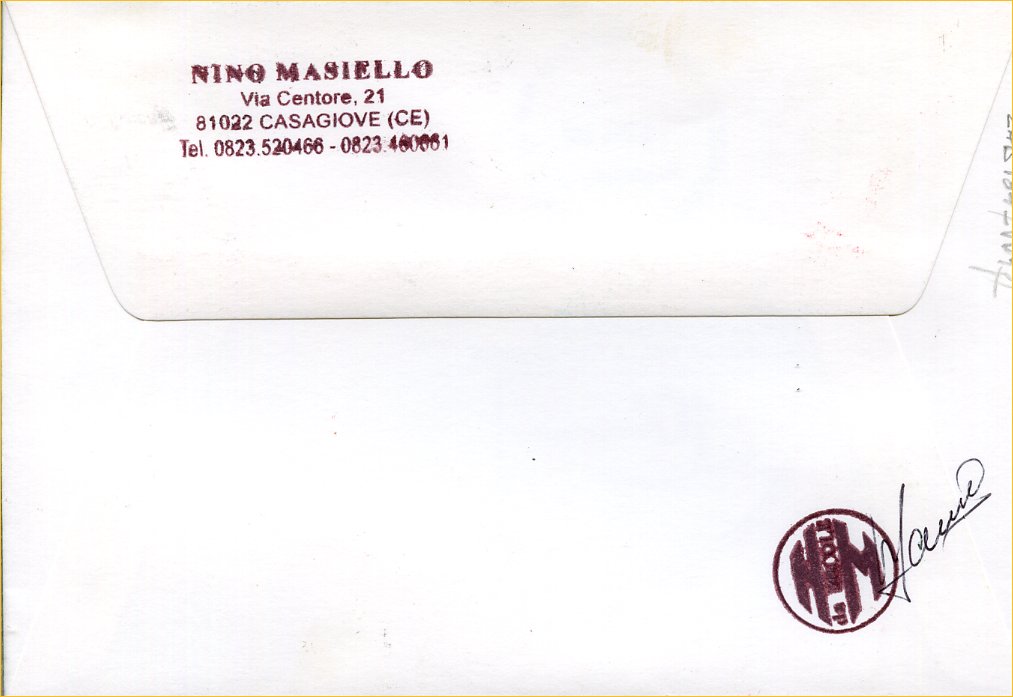 NINO MASIELLO
Via Centore, 21
81022 CASAGIOVE (CE)
Tel. 0823.520466 - 0823.460661